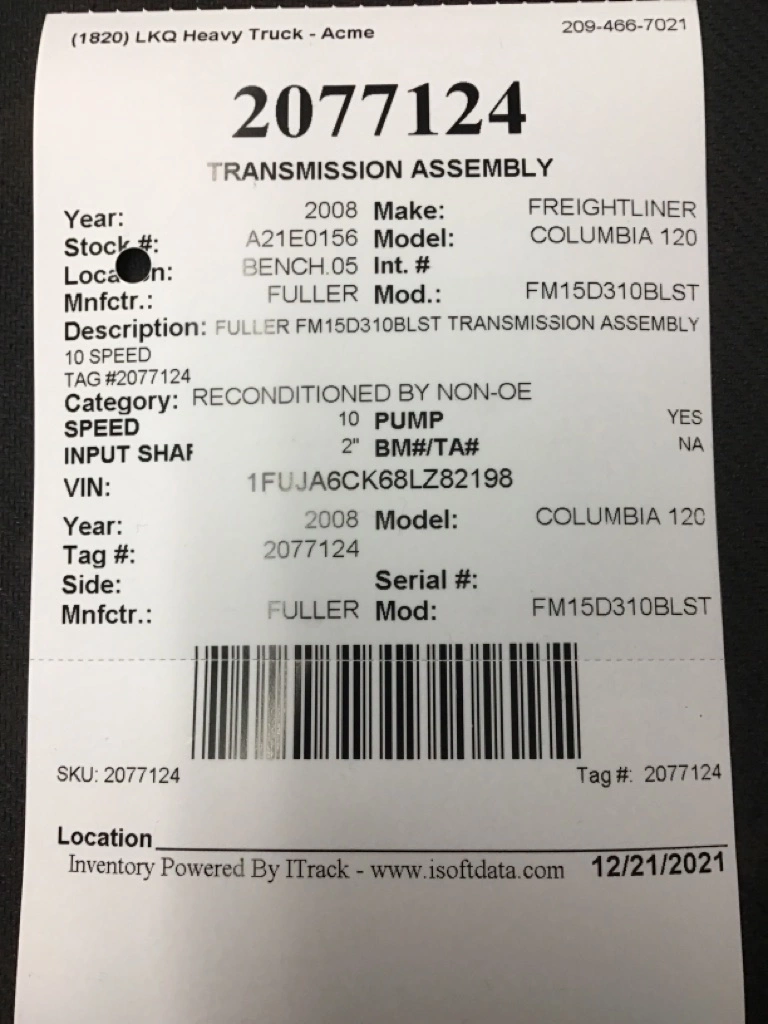 (1820) LKQ Heavy Truck - Acme 209-466-7021
2077124
TRANSMISSION ASSEMBLY
Year: 2008 Make: FREIGHTLINER
Stock #: A21E0156 Model: COLUMBIA 120
Loca n: BENCH.05 Int. #
Mnfctr.: FULLER Mod.: FM15D310BLST
Description: FULLER FM15D310BLST TRANSMISSION ASSEMBLY
10 SPEED
TAG #2077124
Category: RECONDITIONED BY NON-OE
SPEED 10 PUMP YES
INPUT SHAF 2" BM#/TA# NA
VIN: 1FUJA6CK68LZ82198
Year: 2008 Model: COLUMBIA 120
Tag #: 2077124
Side: Serial #:
Mnfctr.: FULLER Mod: FM15D310BLST
SKU: 2077124 Tag #: 2077124
Location
Inventory Powered By ITrack - www.isoftdata.com 12/21/2021